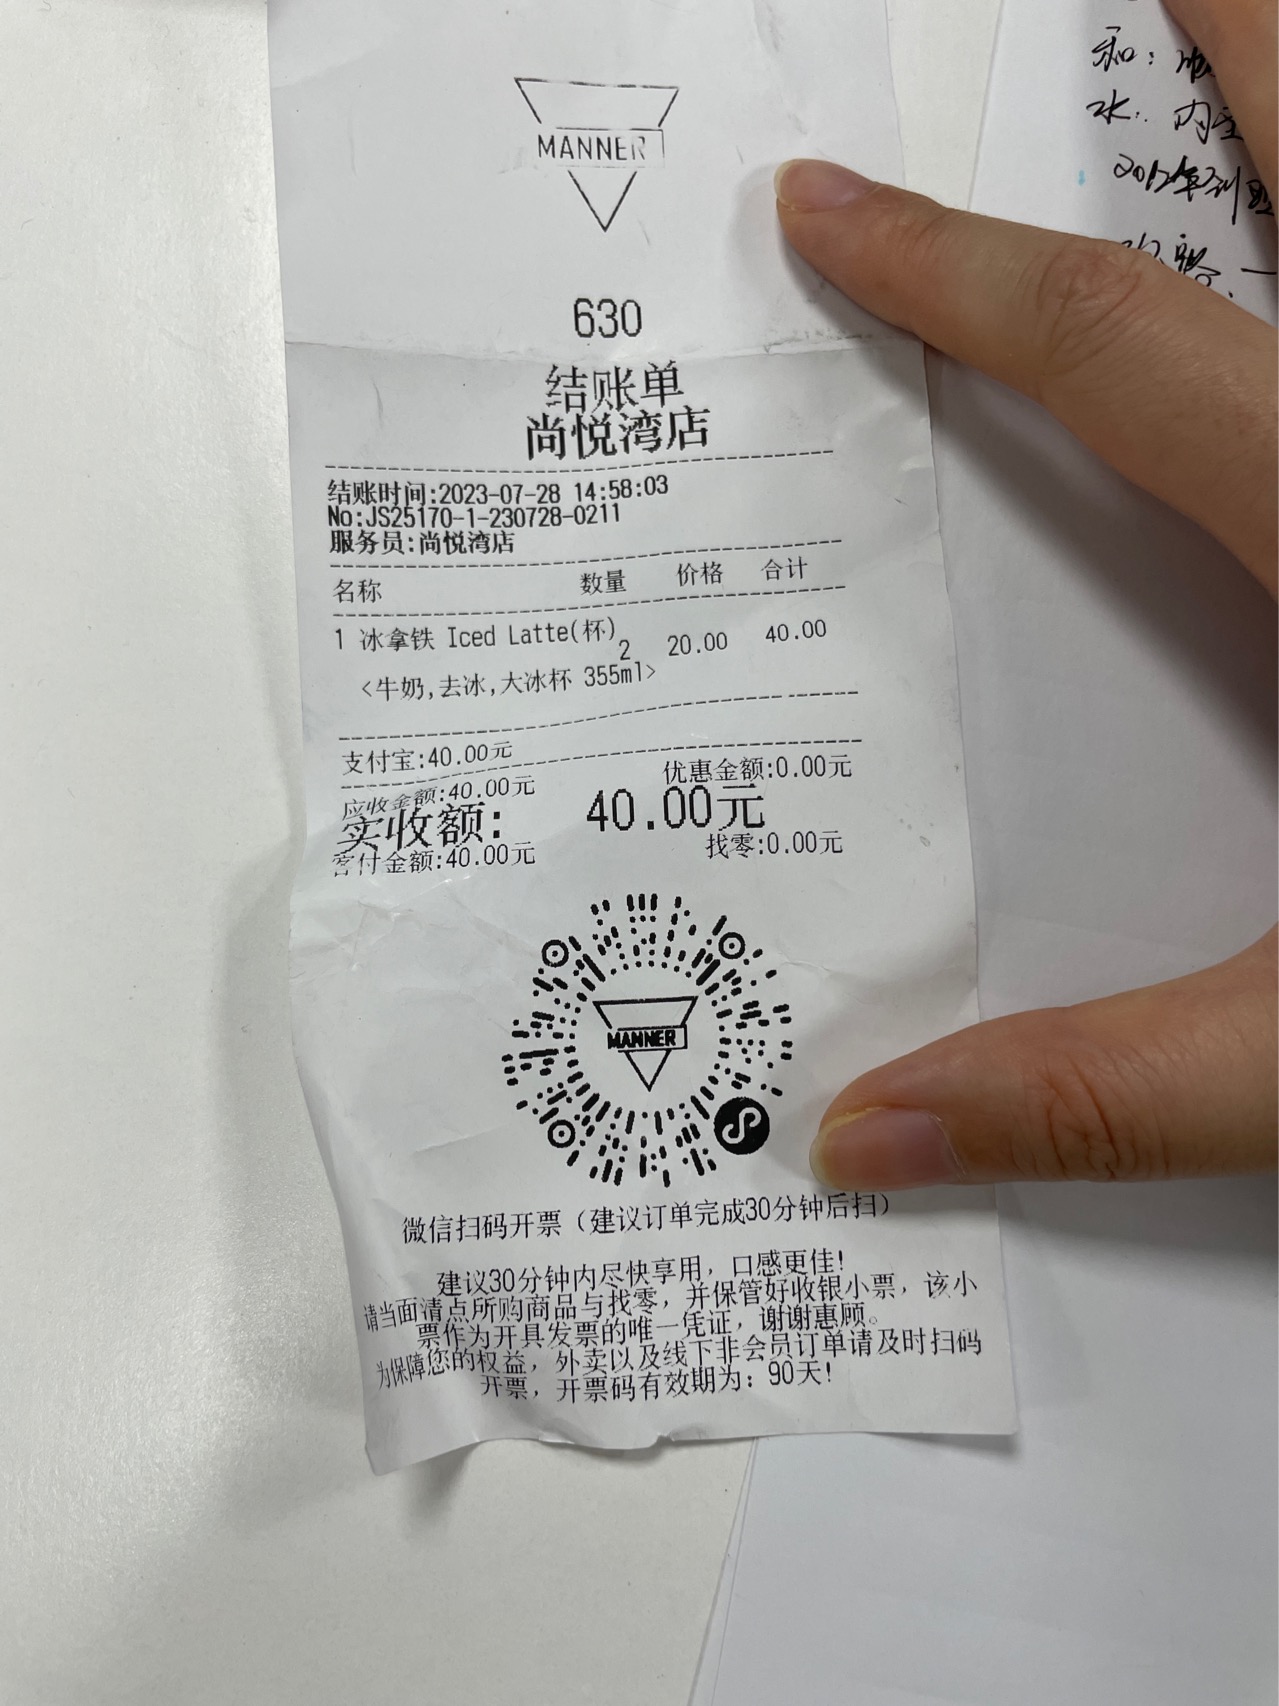 MANNER
630
结账单
尚悦湾店
结账时间:2023-07-28 14:58:03
No:JS25170-1-230728-0211
服务员:尚悦湾店
名称 数量 价格 合计
1 冰拿铁 Iced Latte(杯) 2 20.00 40.00
<牛奶,去冰,大冰杯 355ml>
支付宝:40.00元
应收金额:40.00元 优惠金额:0.00元
实收额: 40.00元
客付金额:40.00元 找零:0.00元
MANNER
微信扫码开票（建议订单完成30分钟后扫）
建议30分钟内尽快享用，口感更佳!
请当面清点所购商品与找零，并保管好收银小票，该小
票作为开具发票的唯一凭证，谢谢惠顾。
为保障您的权益，外卖以及线下非会员订单请及时扫码
开票，开票码有效期为：90天!
和:
水: